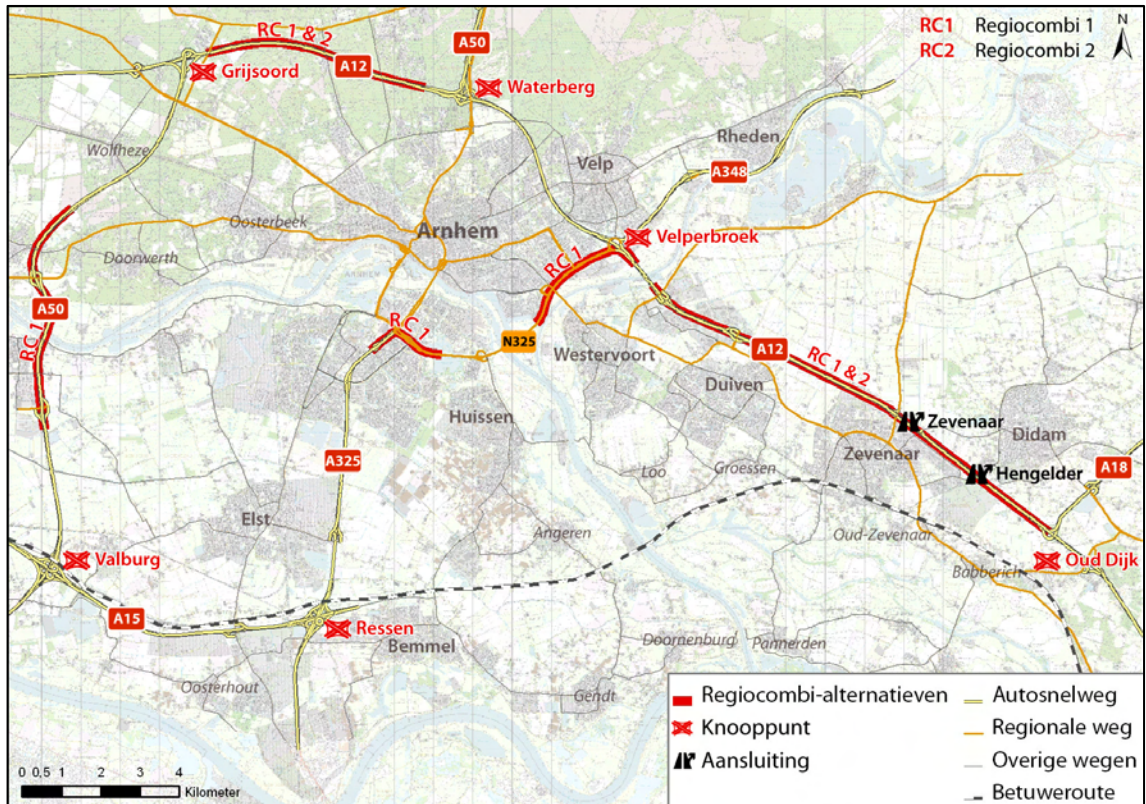 RC1 Regiocombi 1
RC2 Regiocombi 2
N
RC 1 & 2
A12
A50
Grijsoord
Waterberg
Wolfheze
Velp
Rheden
A348
Oosterbeek
Arnhem
Velperbroek
Doorwerth
ARNHEM
RC 1
A50
RC 1
RC 1
N325
Westervoort
A12
RC 1 & 2
Duiven
Huissen
Zevenaar
Didam
Zevenaar
A325
Hengelder
A18
Loo
Groessen
Elst
Angeren
Oud-Zevenaar
Valburg
Babberich
Oud Dijk
A15
Ressen
Bemmel
Doornenburg
Pannerden
Oosterhout
Gendt
Regiocombi-alternatieven
Knooppunt
Aansluiting
Autosnelweg
Regionale weg
Overige wegen
Betuweroute
0 0,5 1 2 3 4
Kilometer